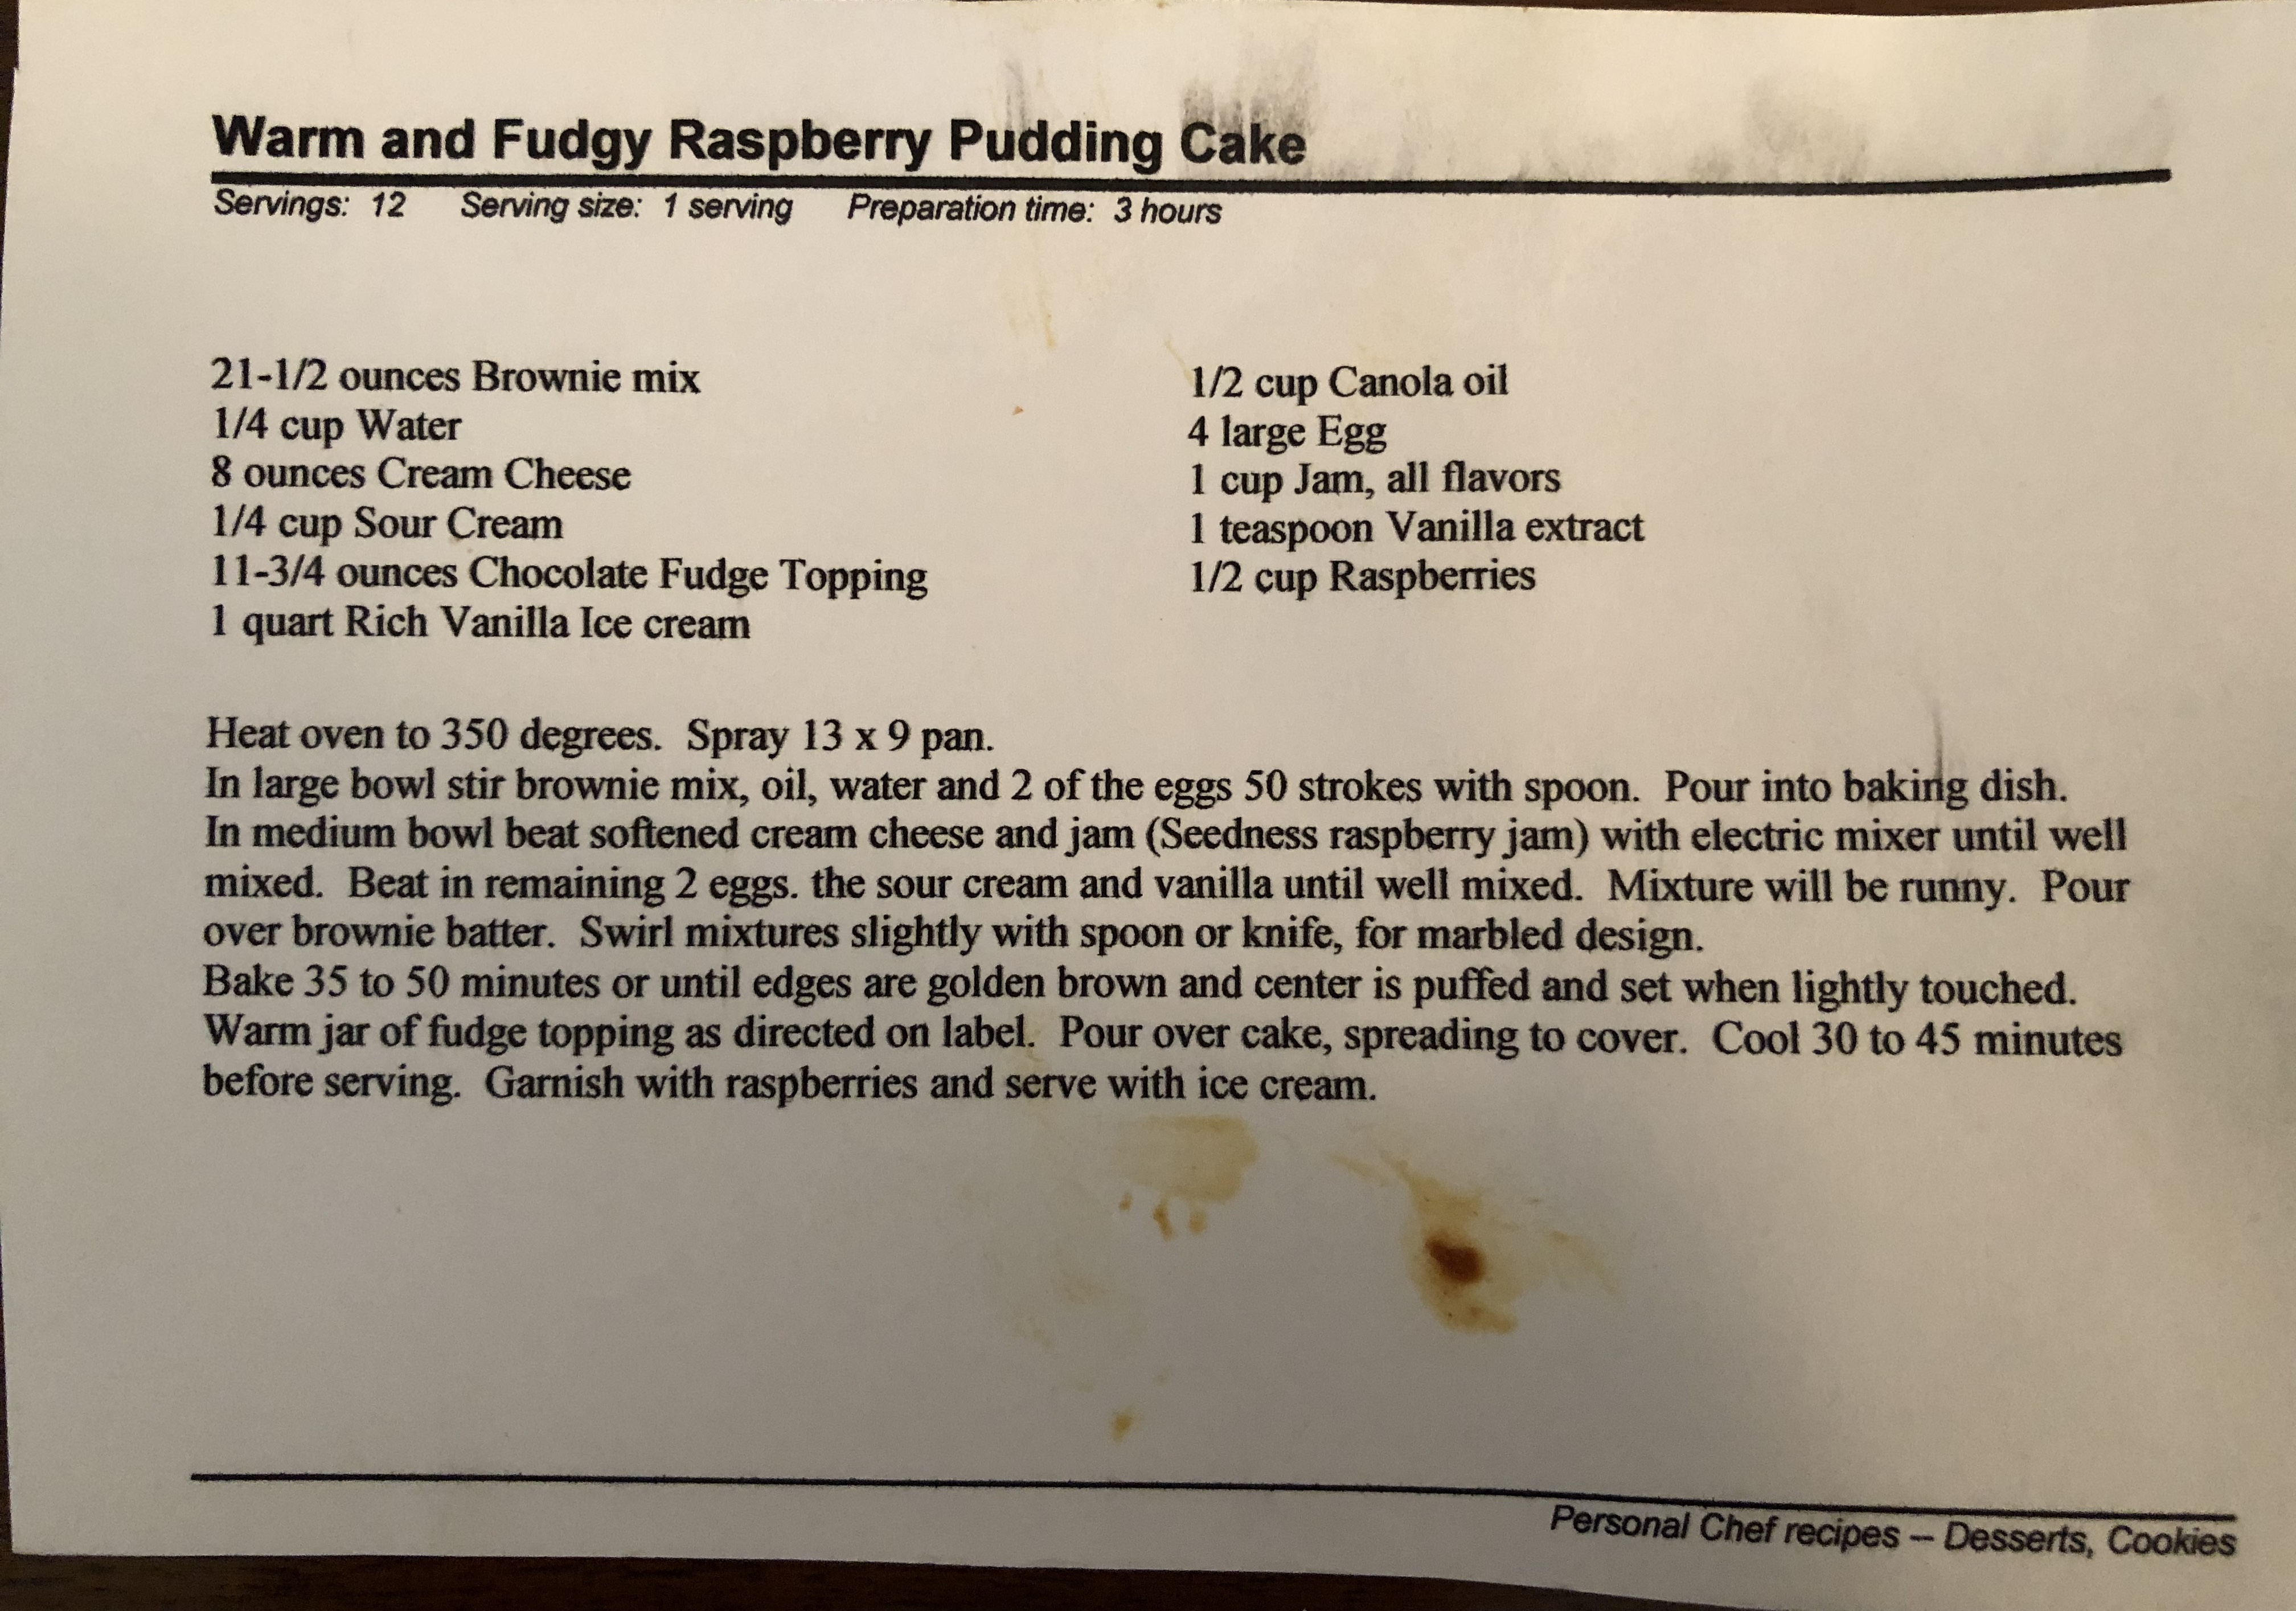 Warm and Fudgy Raspberry Pudding Cake
Servings: 12 Serving size: 1 serving Preparation time: 3 hours
21-1/2 ounces Brownie mix
1/4 cup Water
8 ounces Cream Cheese
1/4 cup Sour Cream
11-3/4 ounces Chocolate Fudge Topping
1 quart Rich Vanilla Ice cream
1/2 cup Canola oil
4 large Egg
1 cup Jam, all flavors
1 teaspoon Vanilla extract
1/2 cup Raspberries
Heat oven to 350 degrees. Spray 13 x 9 pan.
In large bowl stir brownie mix, oil, water and 2 of the eggs 50 strokes with spoon. Pour into baking dish.
In medium bowl beat softened cream cheese and jam (Seedness raspberry jam) with electric mixer until well
mixed. Beat in remaining 2 eggs. the sour cream and vanilla until well mixed. Mixture will be runny. Pour
over brownie batter. Swirl mixtures slightly with spoon or knife, for marbled design.
Bake 35 to 50 minutes or until edges are golden brown and center is puffed and set when lightly touched.
Warm jar of fudge topping as directed on label. Pour over cake, spreading to cover. Cool 30 to 45 minutes
before serving. Garnish with raspberries and serve with ice cream.
Personal Chef recipes -- Desserts, Cookies